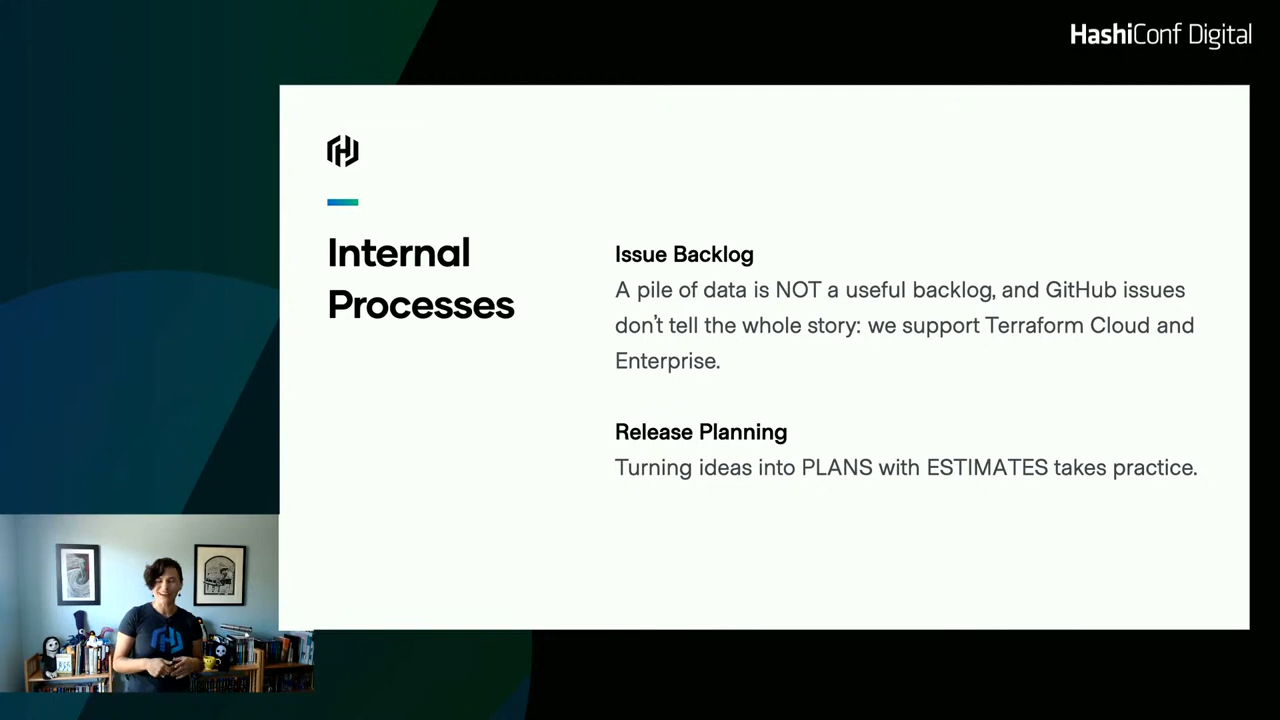 HashiConf Digital
Internal
Processes
Issue Backlog
A pile of data is NOT a useful backlog, and GitHub issues
don't tell the whole story: we support Terraform Cloud and
Enterprise.
Release Planning
Turning ideas into PLANS with ESTIMATES takes practice.